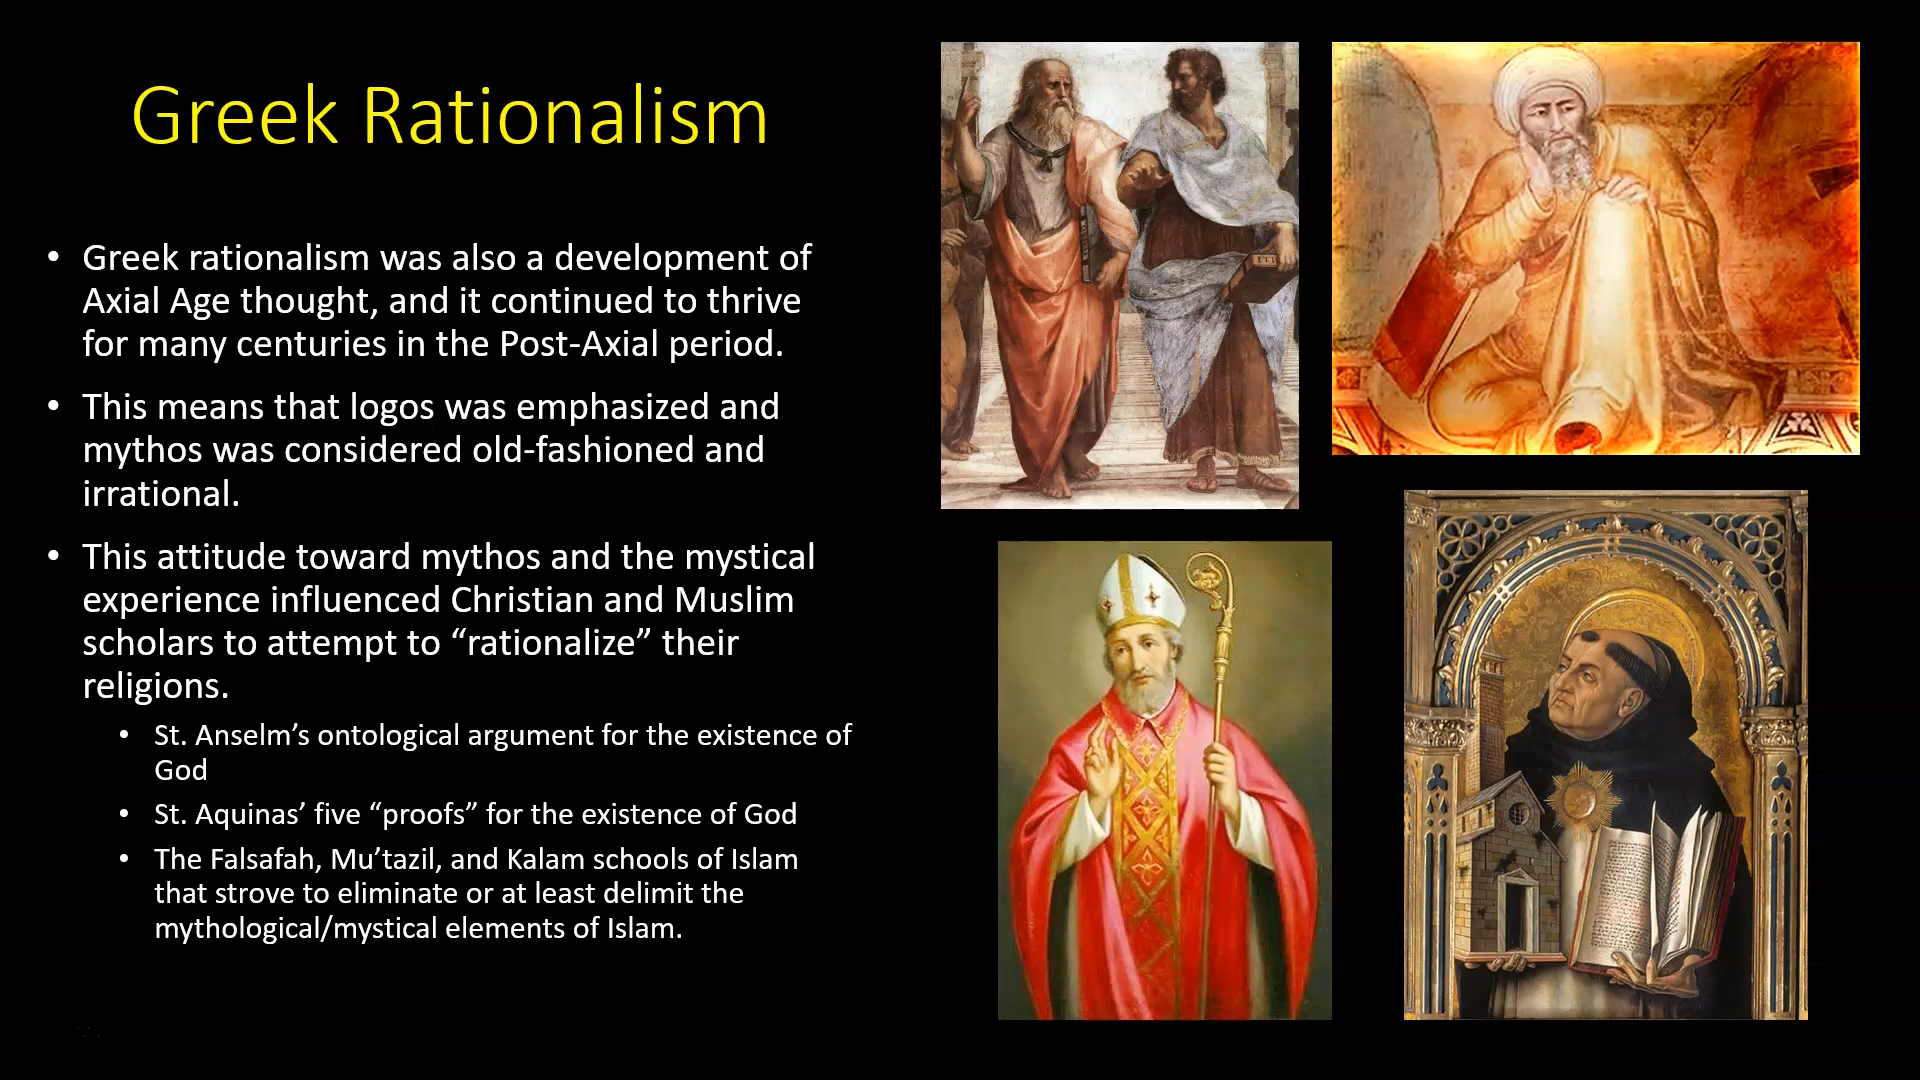 Greek Rationalism
• Greek rationalism was also a development of
Axial Age thought, and it continued to thrive
for many centuries in the Post-Axial period.
• This means that logos was emphasized and
mythos was considered old-fashioned and
irrational.
• This attitude toward mythos and the mystical
experience influenced Christian and Muslim
scholars to attempt to “rationalize” their
religions.
• St. Anselm’s ontological argument for the existence of
God
• St. Aquinas’ five “proofs” for the existence of God
• The Falsafah, Mu’tazil, and Kalam schools of Islam
that strove to eliminate or at least delimit the
mythological/mystical elements of Islam.